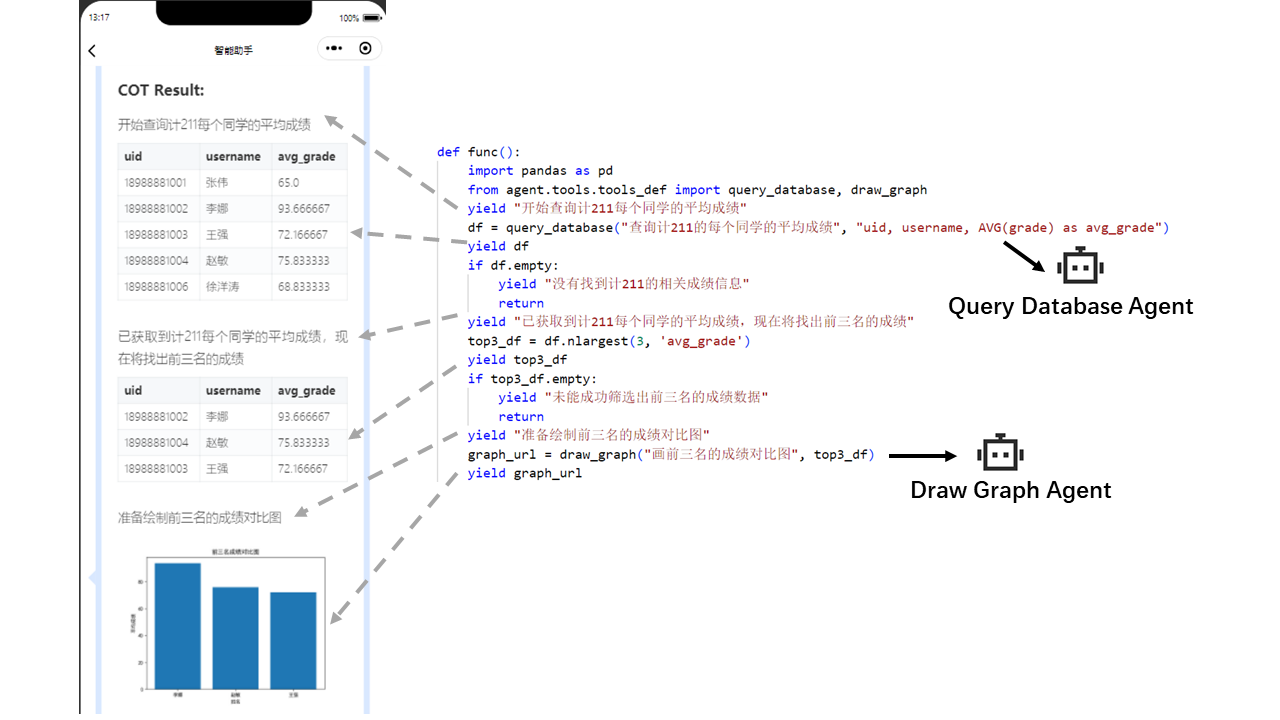 13:17
100%
智能助手
COT Result:
开始查询计211每个同学的平均成绩
uid username avg_grade
18988881001 张伟 65.0
18988881002 李娜 93.666667
18988881003 王强 72.166667
18988881004 赵敏 75.833333
18988881006 徐洋涛 68.833333
已获取到计211每个同学的平均成绩，现
在将找出前三名的成绩
uid username avg_grade
18988881002 李娜 93.666667
18988881004 赵敏 75.833333
18988881003 王强 72.166667
准备绘制前三名的成绩对比图
前三名成绩对比图
平均成绩
80
60
40
20
0
李娜 赵敏 王强
姓名
def func():
import pandas as pd
from agent.tools.tools_def import query_database, draw_graph
yield "开始查询计211每个同学的平均成绩"
df = query_database("查询计211的每个同学的平均成绩", "uid, username, AVG(grade) as avg_grade")
yield df
if df.empty:
yield "没有找到计211的相关成绩信息"
return
yield "已获取到计211每个同学的平均成绩，现在将找出前三名的成绩"
top3_df = df.nlargest(3, 'avg_grade')
yield top3_df
if top3_df.empty:
yield "未能成功筛选出前三名的成绩数据"
return
yield "准备绘制前三名的成绩对比图"
graph_url = draw_graph("画前三名的成绩对比图", top3_df)
yield graph_url
Query Database Agent
Draw Graph Agent